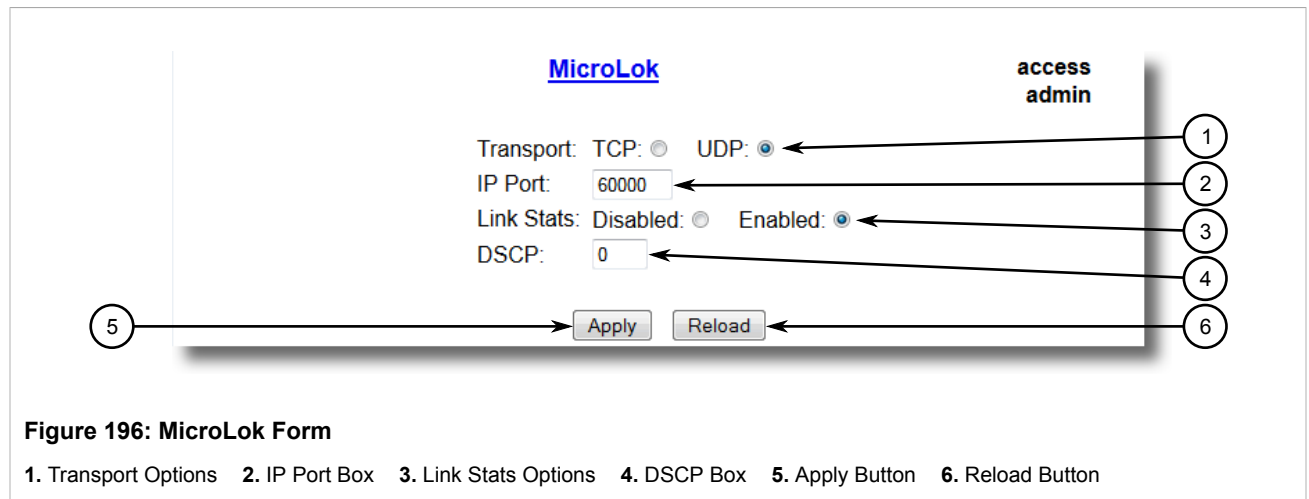 MicroLok
access
admin
Transport: TCP: UDP:
1
IP Port: 60000
2
Link Stats: Disabled: Enabled:
3
DSCP: 0
4
5
Apply Reload
6
Figure 196: MicroLok Form
1. Transport Options 2. IP Port Box 3. Link Stats Options 4. DSCP Box 5. Apply Button 6. Reload Button